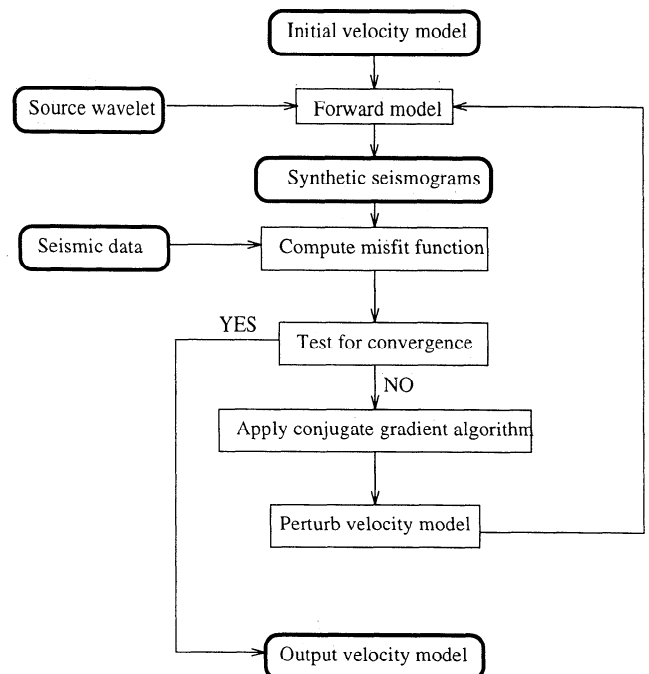 Initial velocity model
Source wavelet
Forward model
Synthetic seismograms
Seismic data
Compute misfit function
YES
Test for convergence
NO
Apply conjugate gradient algorithm
Perturb velocity model
Output velocity model